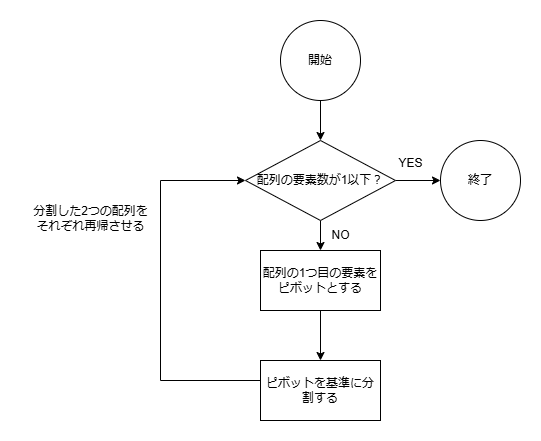 開始
配列の要素数が1以下？
YES
終了
NO
分割した2つの配列を
それぞれ再帰させる
配列の1つ目の要素を
ピボットとする
ピボットを基準に分
割する